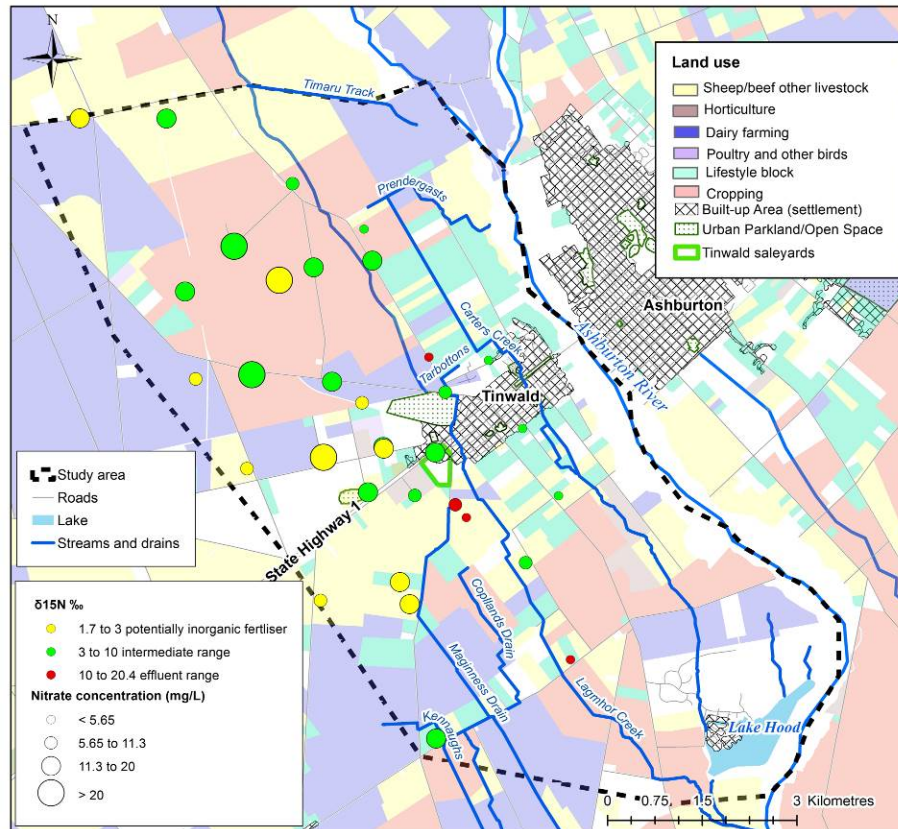 N
Timaru Track
Prendergasts
Carters Creek
Tarbottons
Tinwald
Ashburton
Ashburton River
State Highway 1
Copllands Drain
Maginness Drain
Lagmhor Creek
Kennaughs
Lake Hood
Land use
Sheep/beef other livestock
Horticulture
Dairy farming
Poultry and other birds
Lifestyle block
Cropping
Built-up Area (settlement)
Urban Parkland/Open Space
Tinwald saleyards
Study area
Roads
Lake
Streams and drains
δ15N ‰
1.7 to 3 potentially inorganic fertliser
3 to 10 intermediate range
10 to 20.4 effluent range
Nitrate concentration (mg/L)
< 5.65
5.65 to 11.3
11.3 to 20
> 20
0 0.75 1.5 3 Kilometres